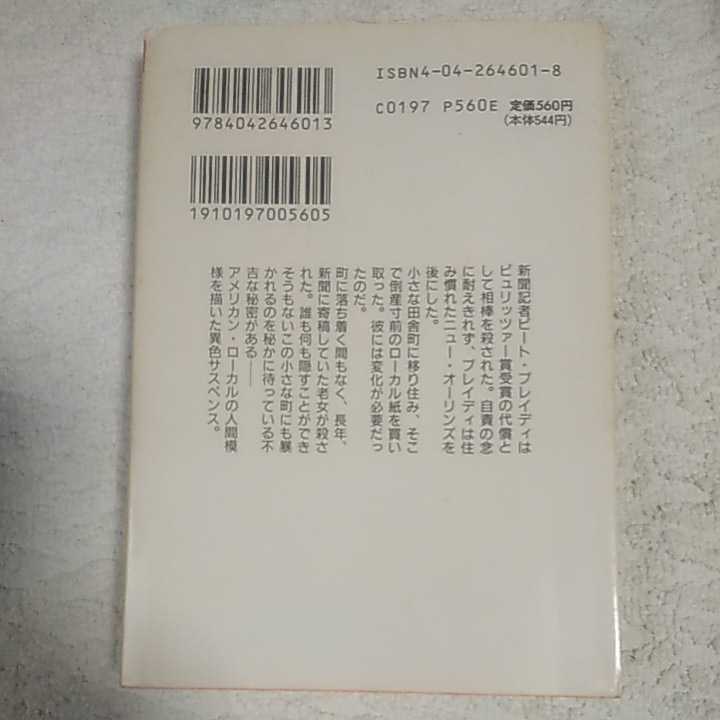 ISBN4-04-264601-8
C0197 P560E 定価560円
(本体544円)
9784042646013
1910197005605
新聞記者ピート・ブレイディは
ピュリッツァー賞受賞の代償と
して相棒を殺された。自責の念
に耐えきれず、ブレイディは住
み慣れたニュー・オーリンズを
後にした。
小さな田舎町に移り住み、そこ
で倒産寸前のローカル紙を買い
取った。彼には変化が必要だっ
たのだ。
町に落ち着く間もなく、長年、
新聞に寄稿していた老女が殺さ
れた。誰も何も隠すことができ
そうもないこの小さな町にも暴
かれるのを秘かに待っている不
吉な秘密がある――
アメリカン・ローカルの人間模
様を描いた異色サスペンス。